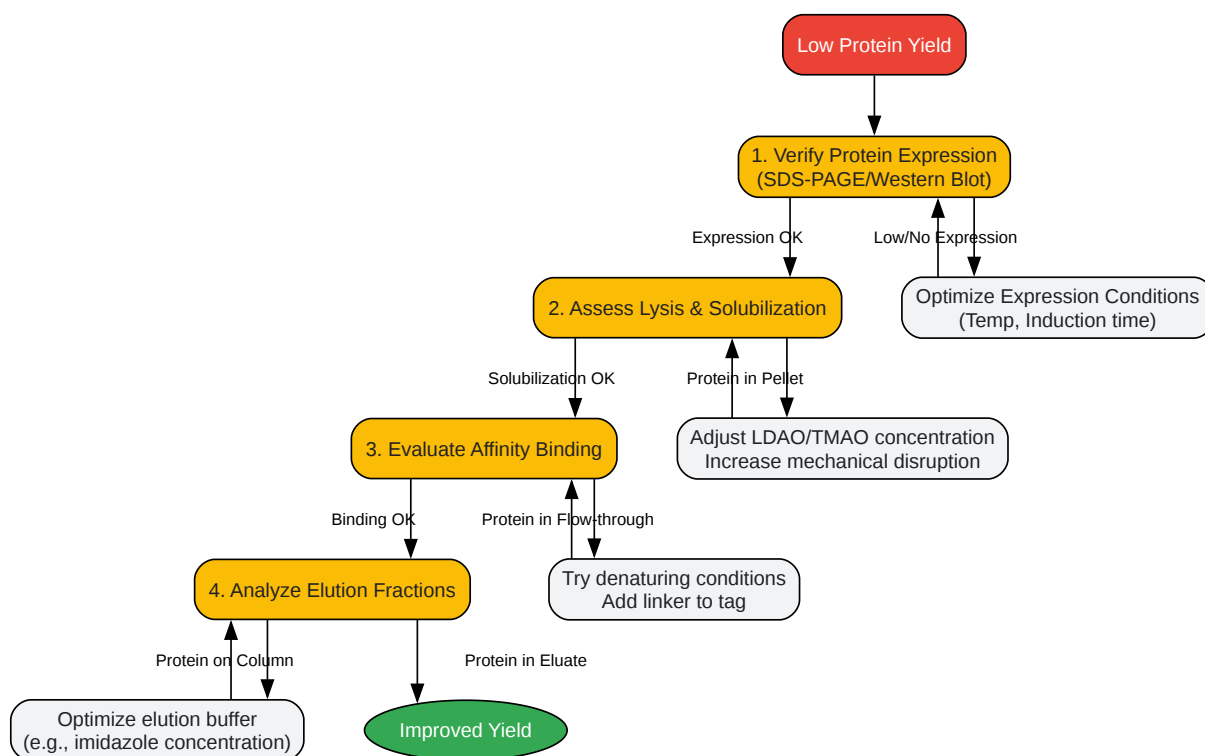 Low Protein Yield
1. Verify Protein Expression
(SDS-PAGE/Western Blot)
Expression OK
Low/No Expression
2. Assess Lysis & Solubilization
Optimize Expression Conditions
(Temp, Induction time)
Solubilization OK
Protein in Pellet
3. Evaluate Affinity Binding
Adjust LDAO/TMAO concentration
Increase mechanical disruption
Binding OK
Protein in Flow-through
4. Analyze Elution Fractions
Try denaturing conditions
Add linker to tag
Protein on Column
Protein in Eluate
Optimize elution buffer
(e.g., imidazole concentration)
Improved Yield